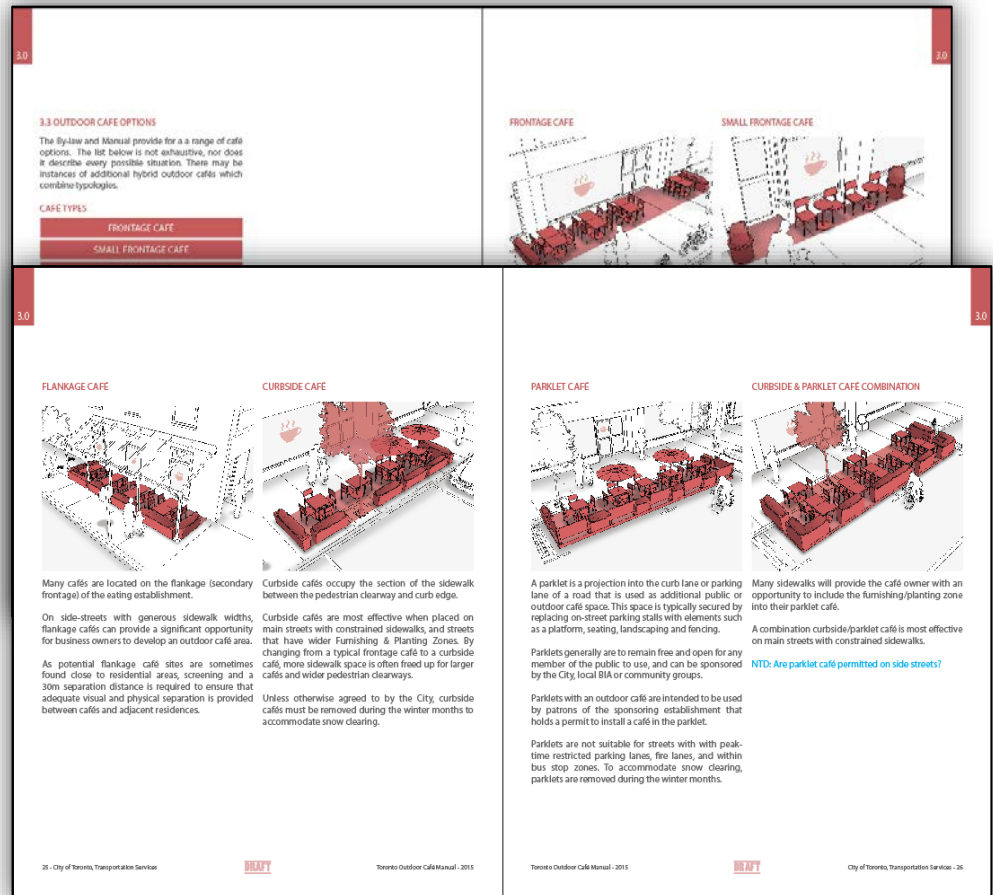 3.0
3.0
3.3 OUTDOOR CAFE OPTIONS
The By-law and Manual provide for a a range of café
options. The list below is not exhaustive, nor does
it describe every possible situation. There may be
instances of additional hybrid outdoor cafés which
combine typologies.
CAFÉ TYPES
FRONTAGE CAFÉ
SMALL FRONTAGE CAFÉ
FRONTAGE CAFÉ
SMALL FRONTAGE CAFÉ
3.0
3.0
FLANKAGE CAFÉ
Many cafés are located on the flankage (secondary
frontage) of the eating establishment.
On side-streets with generous sidewalk widths,
flankage cafés can provide a significant opportunity
for business owners to develop an outdoor café area.
As potential flankage café sites are sometimes
found close to residential areas, screening and a
30m separation distance is required to ensure that
adequate visual and physical separation is provided
between cafés and adjacent residences.
CURBSIDE CAFÉ
Curbside cafés occupy the section of the sidewalk
between the pedestrian clearway and curb edge.
Curbside cafés are most effective when placed on
main streets with constrained sidewalks, and streets
that have wider Furnishing & Planting Zones. By
changing from a typical frontage café to a curbside
café, more sidewalk space is often freed up for larger
cafés and wider pedestrian clearways.
Unless otherwise agreed to by the City, curbside
cafés must be removed during the winter months to
accommodate snow clearing.
PARKLET CAFÉ
A parklet is a projection into the curb lane or parking
lane of a road that is used as additional public or
outdoor café space. This space is typically secured by
replacing on-street parking stalls with elements such
as a platform, seating, landscaping and fencing.
Parklets generally are to remain free and open for any
member of the public to use, and can be sponsored
by the City, local BIA or community groups.
Parklets with an outdoor café are intended to be used
by patrons of the sponsoring establishment that
holds a permit to install a café in the parklet.
Parklets are not suitable for streets with with peak-
time restricted parking lanes, fire lanes, and within
bus stop zones. To accommodate snow clearing,
parklets are removed during the winter months.
CURBSIDE & PARKLET CAFÉ COMBINATION
Many sidewalks will provide the café owner with an
opportunity to include the furnishing/planting zone
into their parklet café.
A combination curbside/parklet café is most effective
on main streets with constrained sidewalks.
NTD: Are parklet café permitted on side streets?
25 - City of Toronto, Transportation Services
DRAFT
Toronto Outdoor Café Manual - 2015
Toronto Outdoor Café Manual - 2015
DRAFT
City of Toronto, Transportation Services - 26